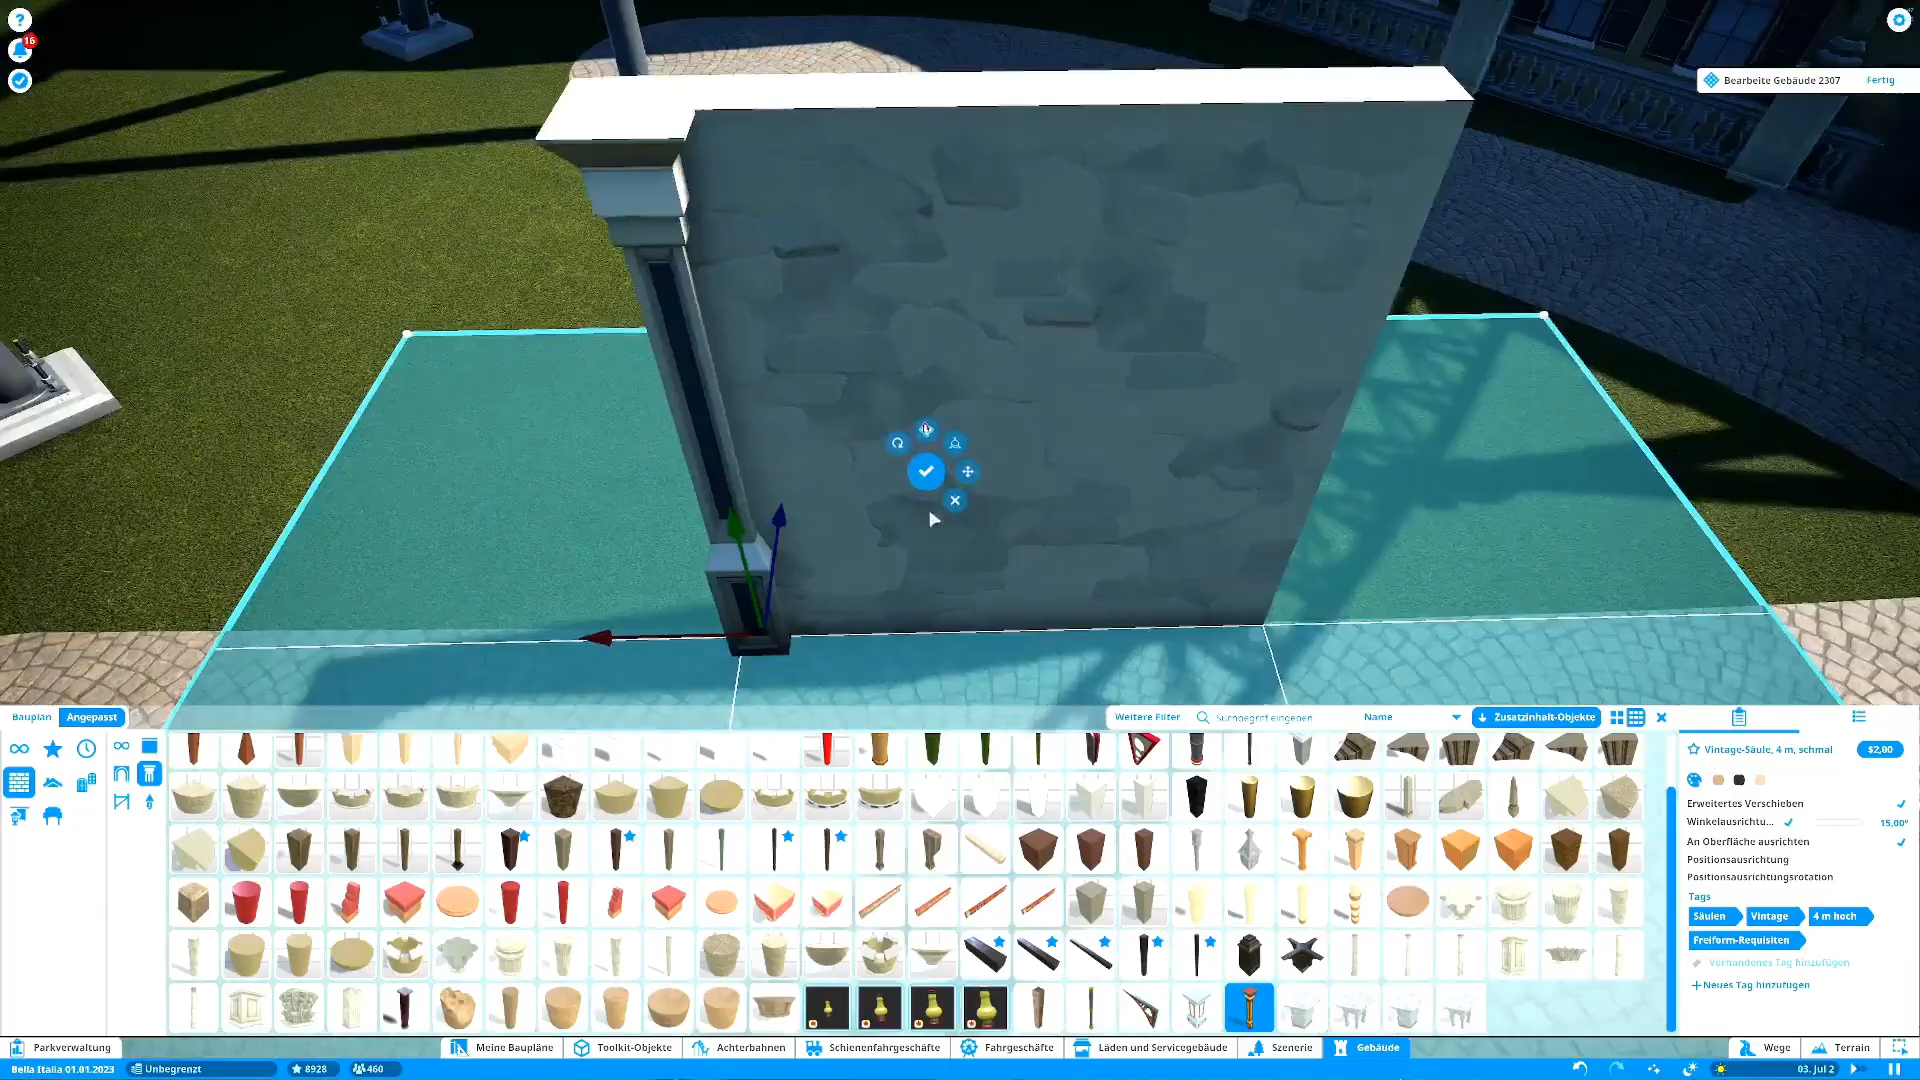 ?
16
Bearbeite Gebäude 2307 Fertig
Bauplan Angepasst
Weitere Filter Suchbegriff eingeben Name Zusatzinhalt-Objekte
Vintage-Säule, 4 m, schmal $2,00
Erweitertes Verschieben
Winkelausrichtu... 15,00°
An Oberfläche ausrichten
Positionsausrichtung
Positionsausrichtungsrotation
Tags
Säulen Vintage 4 m hoch
Freiform-Requisiten
Vorhandenes Tag hinzufügen
+Neues Tag hinzufügen
Parkverwaltung Meine Baupläne Toolkit-Objekte Achterbahnen Schienenfahrgeschäfte Fahrgeschäfte Läden und Servicegebäude Szenerie Gebäude Wege Terrain
Bella Italia 01.01.2023 Unbegrenzt 8928 460 03. Jul 2